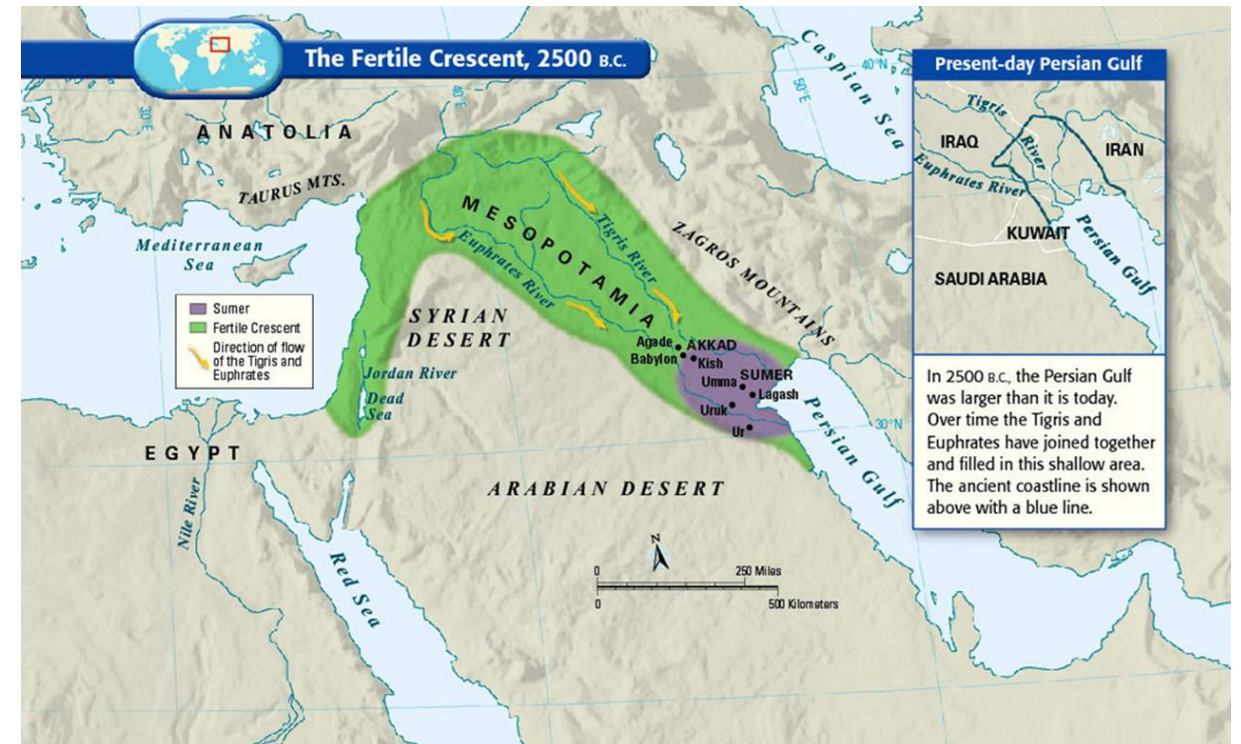 The Fertile Crescent, 2500 B.C.
30°E
40°E
50°E
40°N
Caspian Sea
ANATOLIA
TAURUS MTS.
Mediterranean
Sea
MESOPOTAMIA
Tigris River
Euphrates River
ZAGROS MOUNTAINS
Sumer
Fertile Crescent
Direction of flow
of the Tigris and
Euphrates
SYRIAN
DESERT
Agade
AKKAD
Babylon
Kish
Umma
SUMER
Lagash
Uruk
Ur
Jordan River
Dead
Sea
Persian Gulf
30°N
EGYPT
Nile River
ARABIAN DESERT
Red Sea
N
0 250 Miles
0 500 Kilometers
Present-day Persian Gulf
Tigris
River
IRAQ
IRAN
Euphrates River
KUWAIT
Persian Gulf
SAUDI ARABIA
In 2500 B.C., the Persian Gulf
was larger than it is today.
Over time the Tigris and
Euphrates have joined together
and filled in this shallow area.
The ancient coastline is shown
above with a blue line.